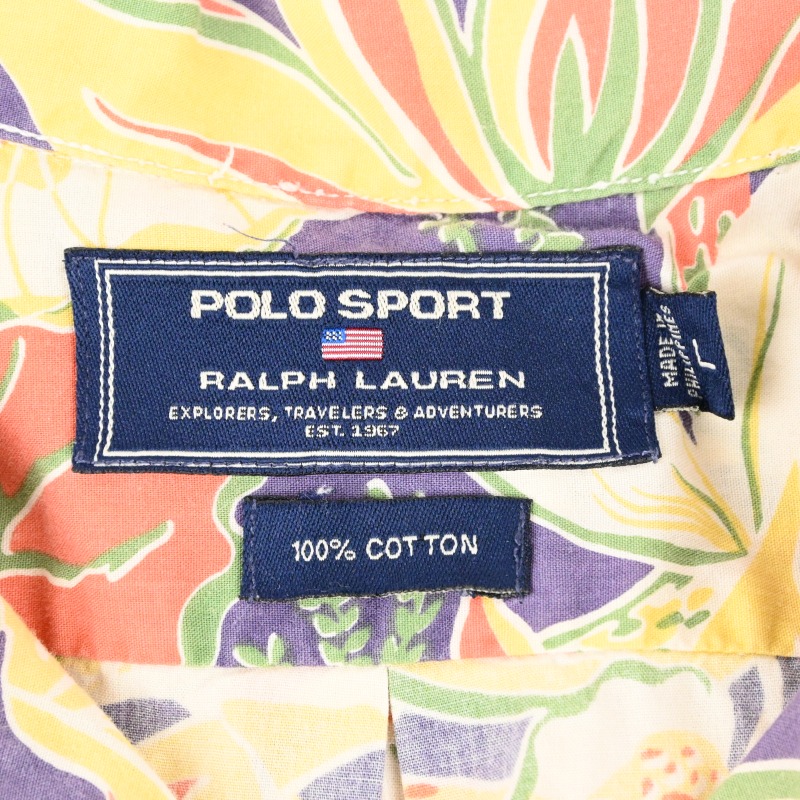 POLO SPORT
RALPH LAUREN
EXPLORERS, TRAVELERS & ADVENTURERS
EST. 1967
MADE IN
PHILIPPINES
L
100% COTTON